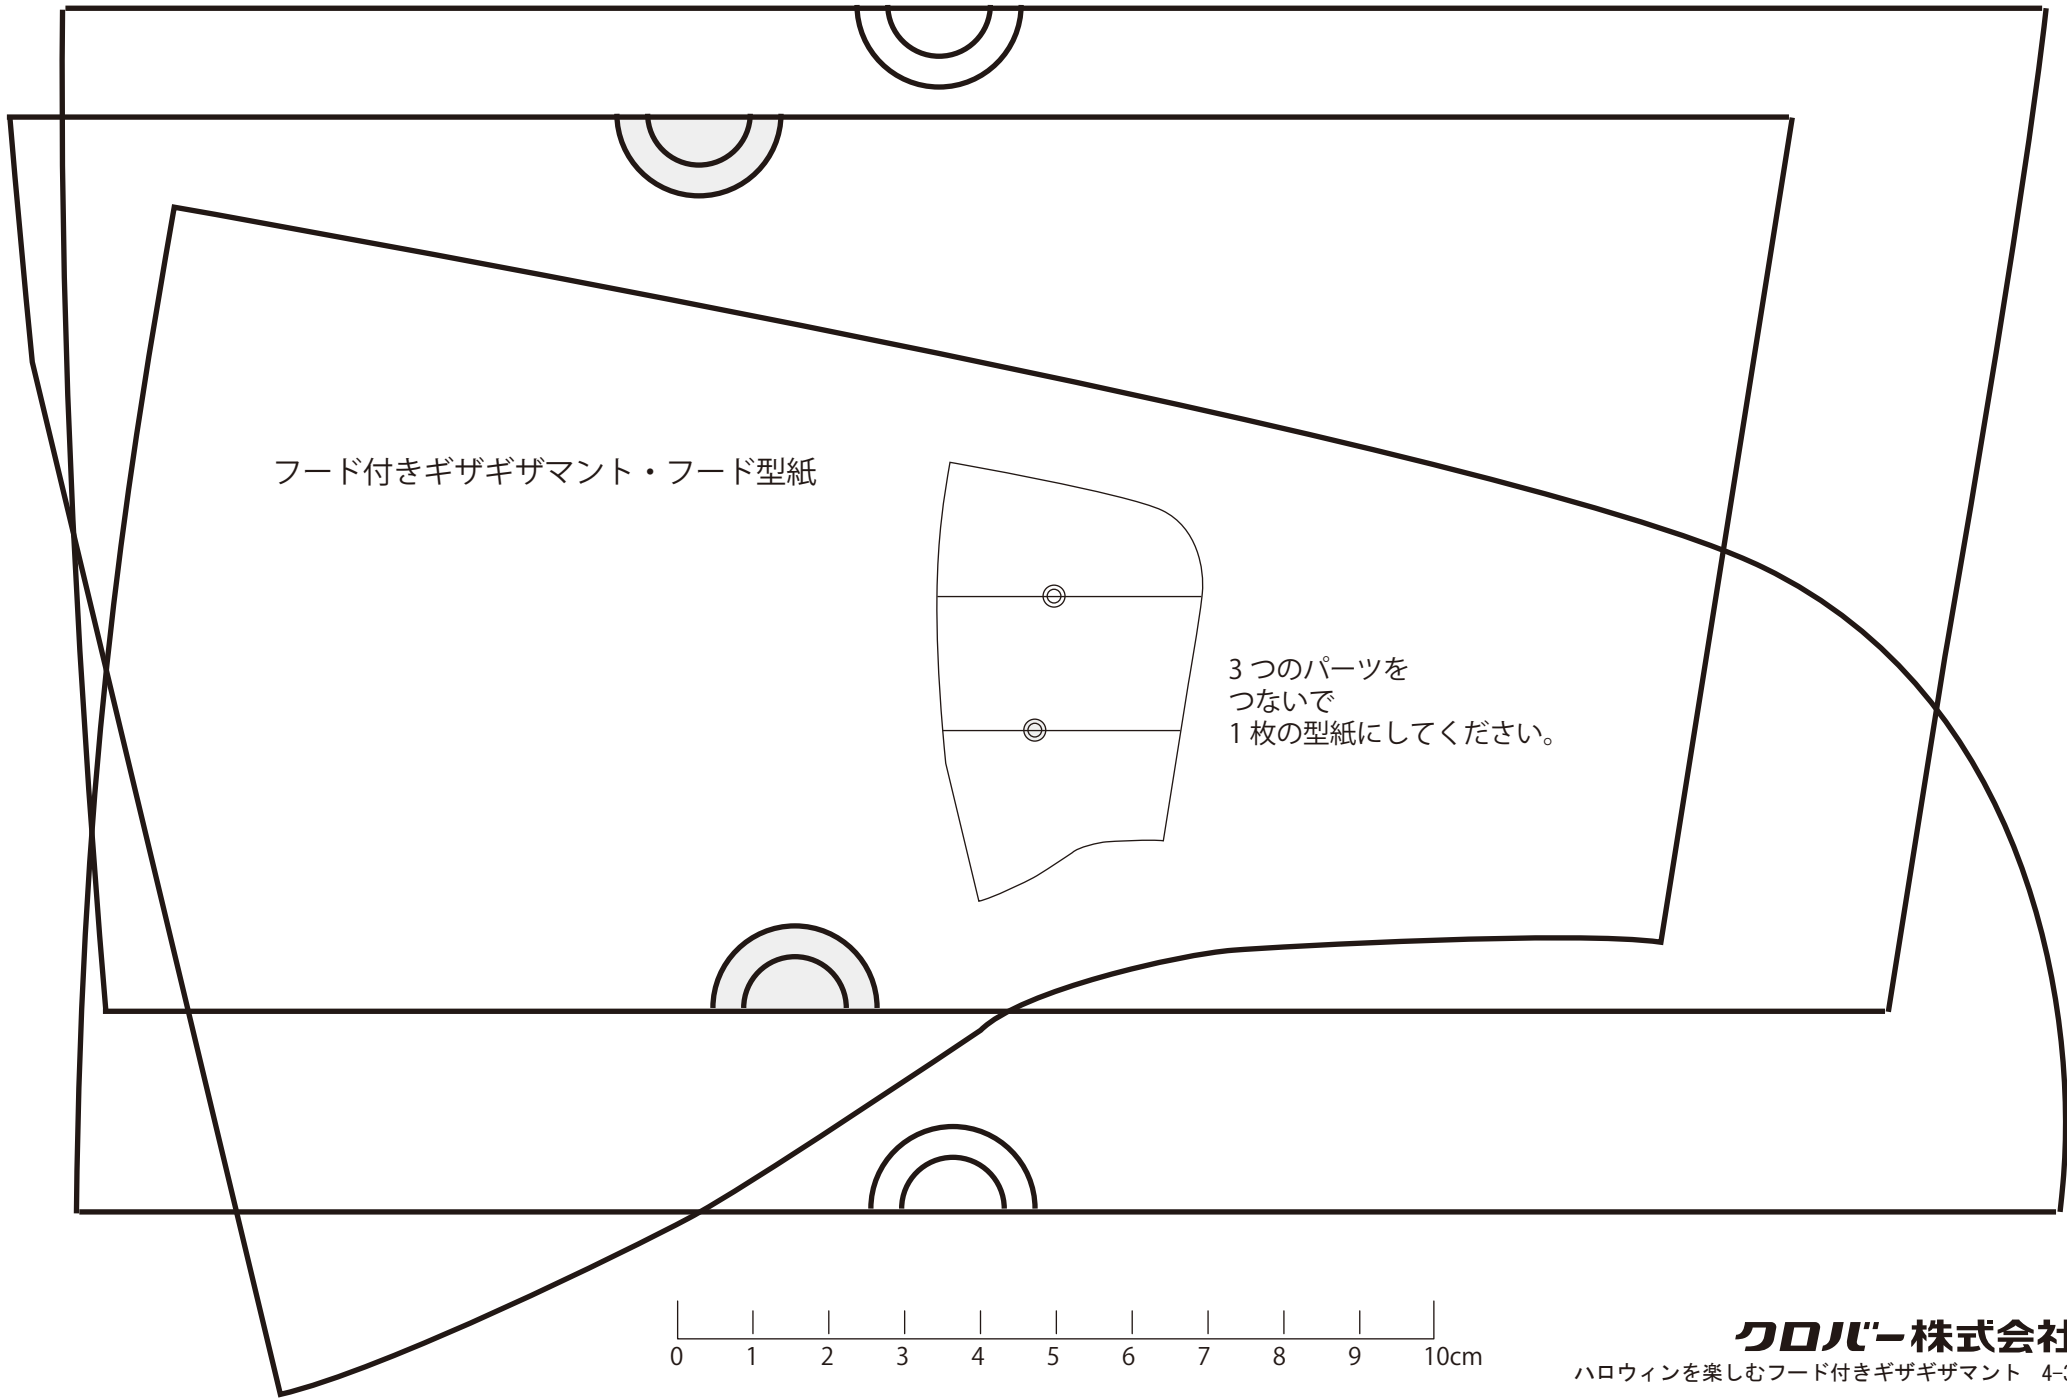 フード付きギザギザマント・フード型紙
3 つのパーツを
つないで
1 枚の型紙にしてください。
0 1 2 3 4 5 6 7 8 9 10cm
クロバー株式会社
ハロウィンを楽しむフード付きギザギザマント 4-3